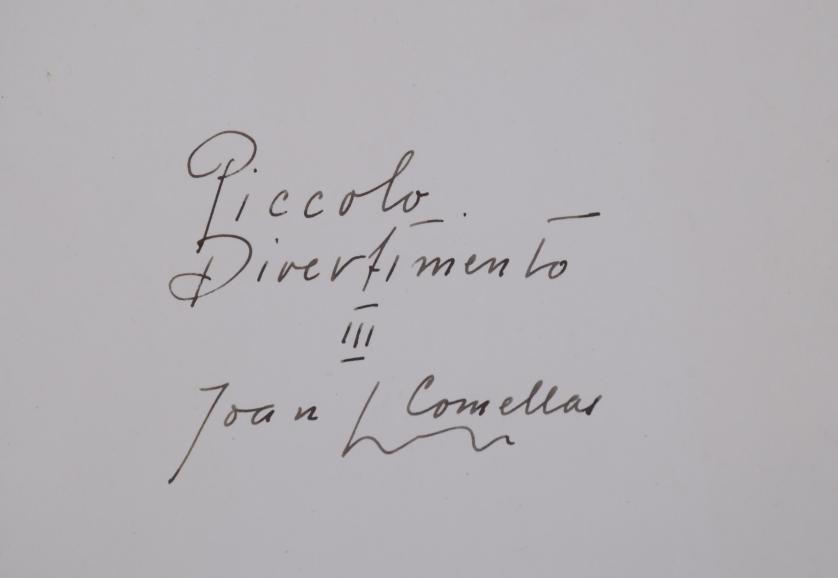 Piccolo
Divertimento
III
Joan L Comellas